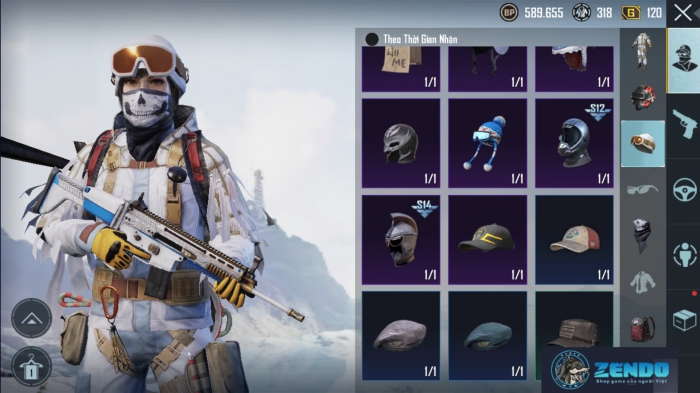 BP 589.655 318 G 120
Theo Thời Gian Nhận
WILL
ME
1/1 1/1 1/1
S12
1/1 1/1 1/1
S14
1/1 1/1 1/1
1/1 1/1
ZENDO
Shop game của người Việt